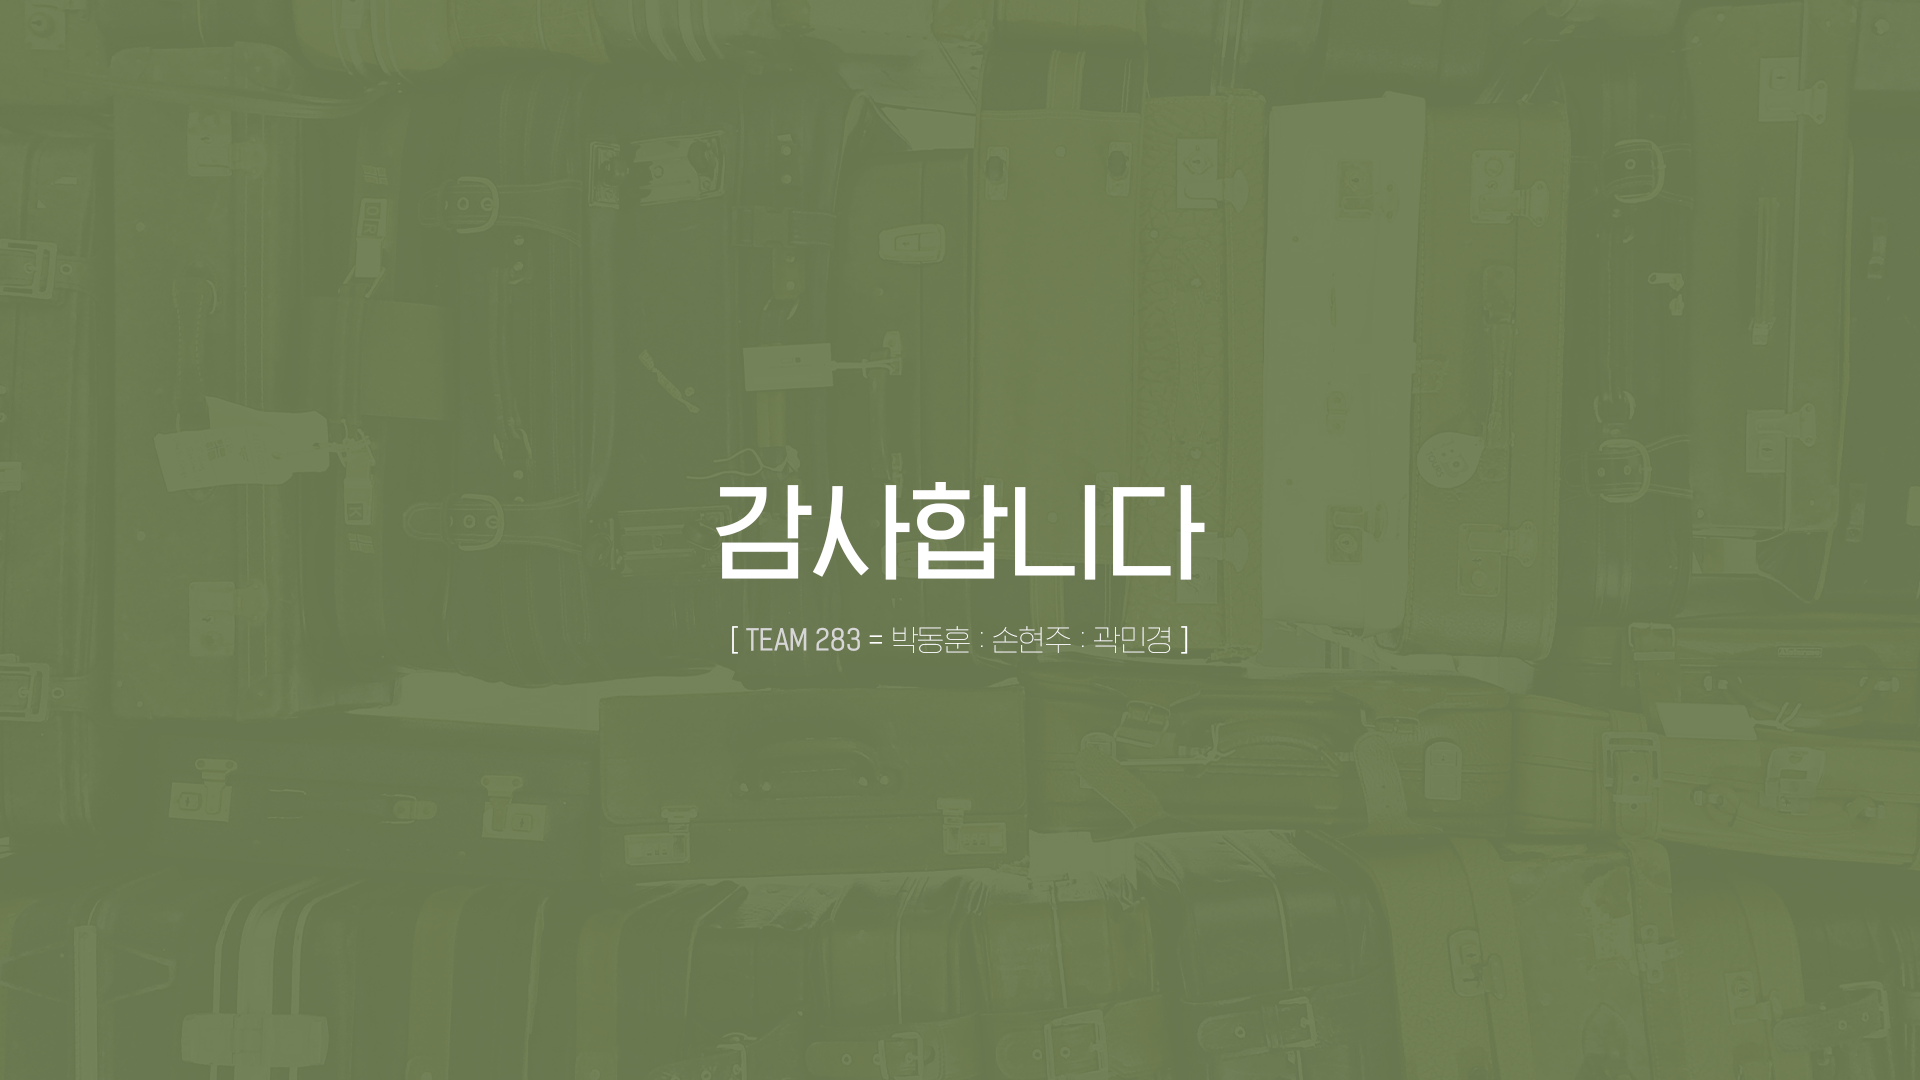 감사합니다
[ TEAM 283 = 박동훈 : 손현주 : 곽민경 ]